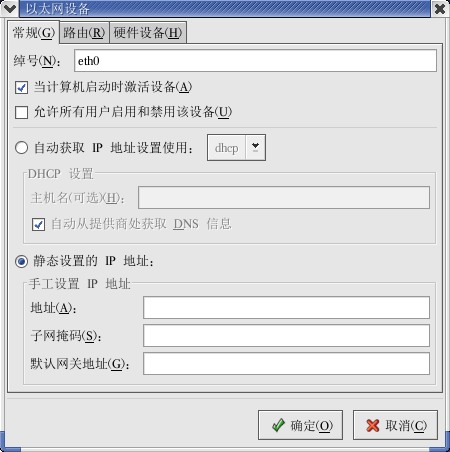 以太网设备
常规(G) 路由(R) 硬件设备(H)
绰号(N): eth0
当计算机启动时激活设备(A)
允许所有用户启用和禁用该设备(U)
自动获取 IP 地址设置使用: dhcp
DHCP 设置
主机名(可选)(H):
自动从提供商处获取 DNS 信息
静态设置的 IP 地址:
手工设置 IP 地址
地址(A):
子网掩码(S):
默认网关地址(G):
确定(O) 取消(C)